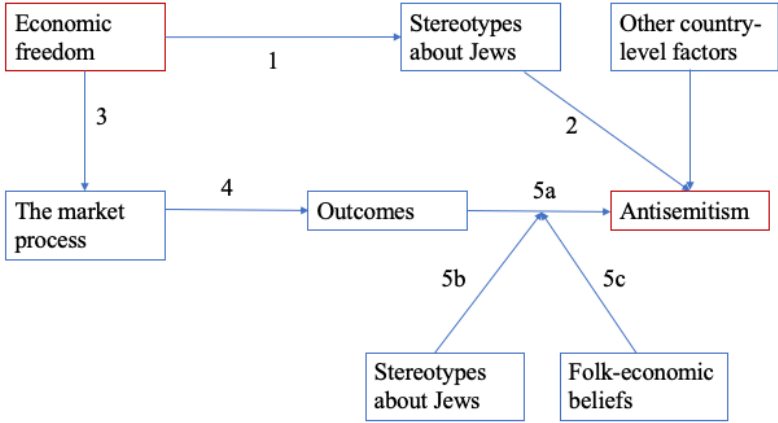 Economic
freedom
Stereotypes
about Jews
Other country-
level factors
1
3
2
The market
process
4
Outcomes
5a
Antisemitism
5b
5c
Stereotypes
about Jews
Folk-economic
beliefs